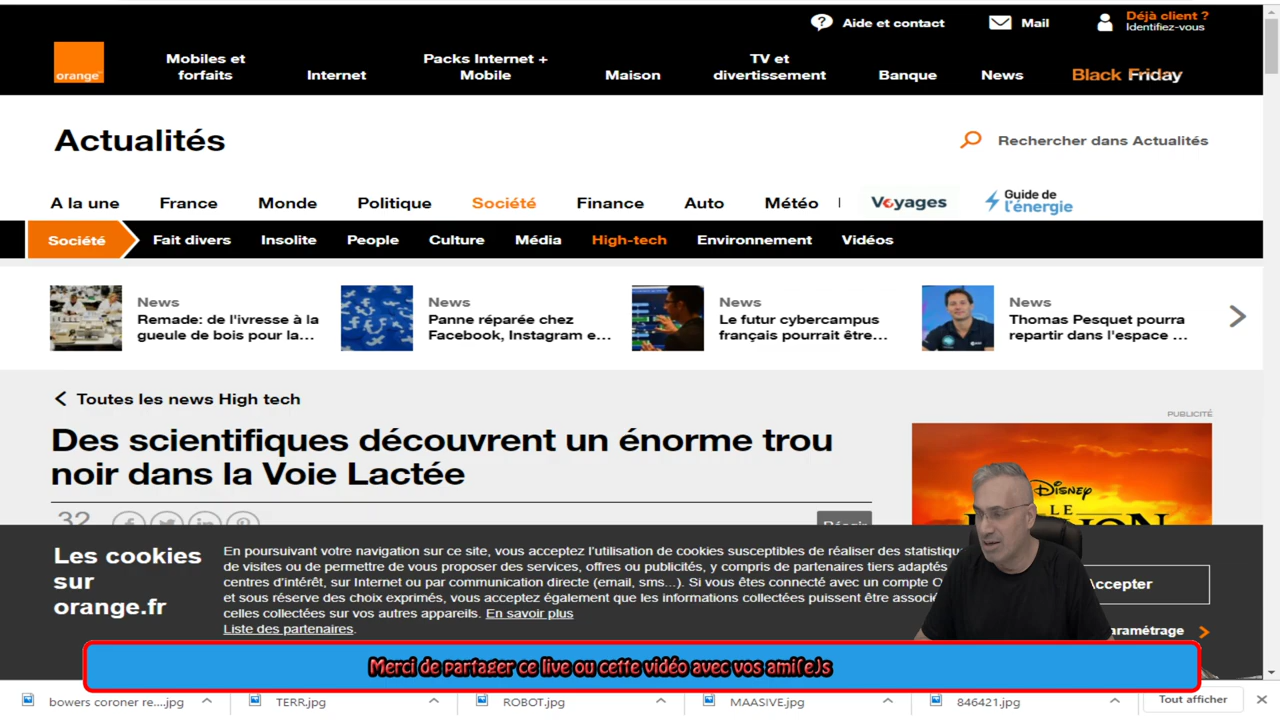 Aide et contact
Mail
Déjà client ?
Identifiez-vous
orange™
Mobiles et
forfaits
Internet
Packs Internet +
Mobile
Maison
TV et
divertissement
Banque
News
Black Friday
Actualités
Rechercher dans Actualités
A la une
France
Monde
Politique
Société
Finance
Auto
Météo
Voyages
Guide de
l'énergie
Société
Fait divers
Insolite
People
Culture
Média
High-tech
Environnement
Vidéos
News
Remade: de l'ivresse à la
gueule de bois pour la...
News
Panne réparée chez
Facebook, Instagram e...
News
Le futur cybercampus
français pourrait être...
News
Thomas Pesquet pourra
repartir dans l'espace ...
Toutes les news High tech
PUBLICITÉ
Des scientifiques découvrent un énorme trou
noir dans la Voie Lactée
32
Réagir
DISNEY
LE
Les cookies
sur
orange.fr
En poursuivant votre navigation sur ce site, vous acceptez l'utilisation de cookies susceptibles de réaliser des statistiqu
de visites ou de permettre de vous proposer des services, offres ou publicités, y compris de partenaires tiers adaptés
centres d'intérêt, sur Internet ou par communication directe (email, sms...). Si vous êtes connecté avec un compte O
et sous réserve des choix exprimés, vous acceptez également que les informations collectées puissent être associé
celles collectées sur vos autres appareils. En savoir plus
Liste des partenaires.
Accepter
ramétrage
Merci de partager ce live ou cette vidéo avec vos ami(e)s
bowers coroner re....jpg
TERR.jpg
ROBOT.jpg
MAASIVE.jpg
846421.jpg
Tout afficher